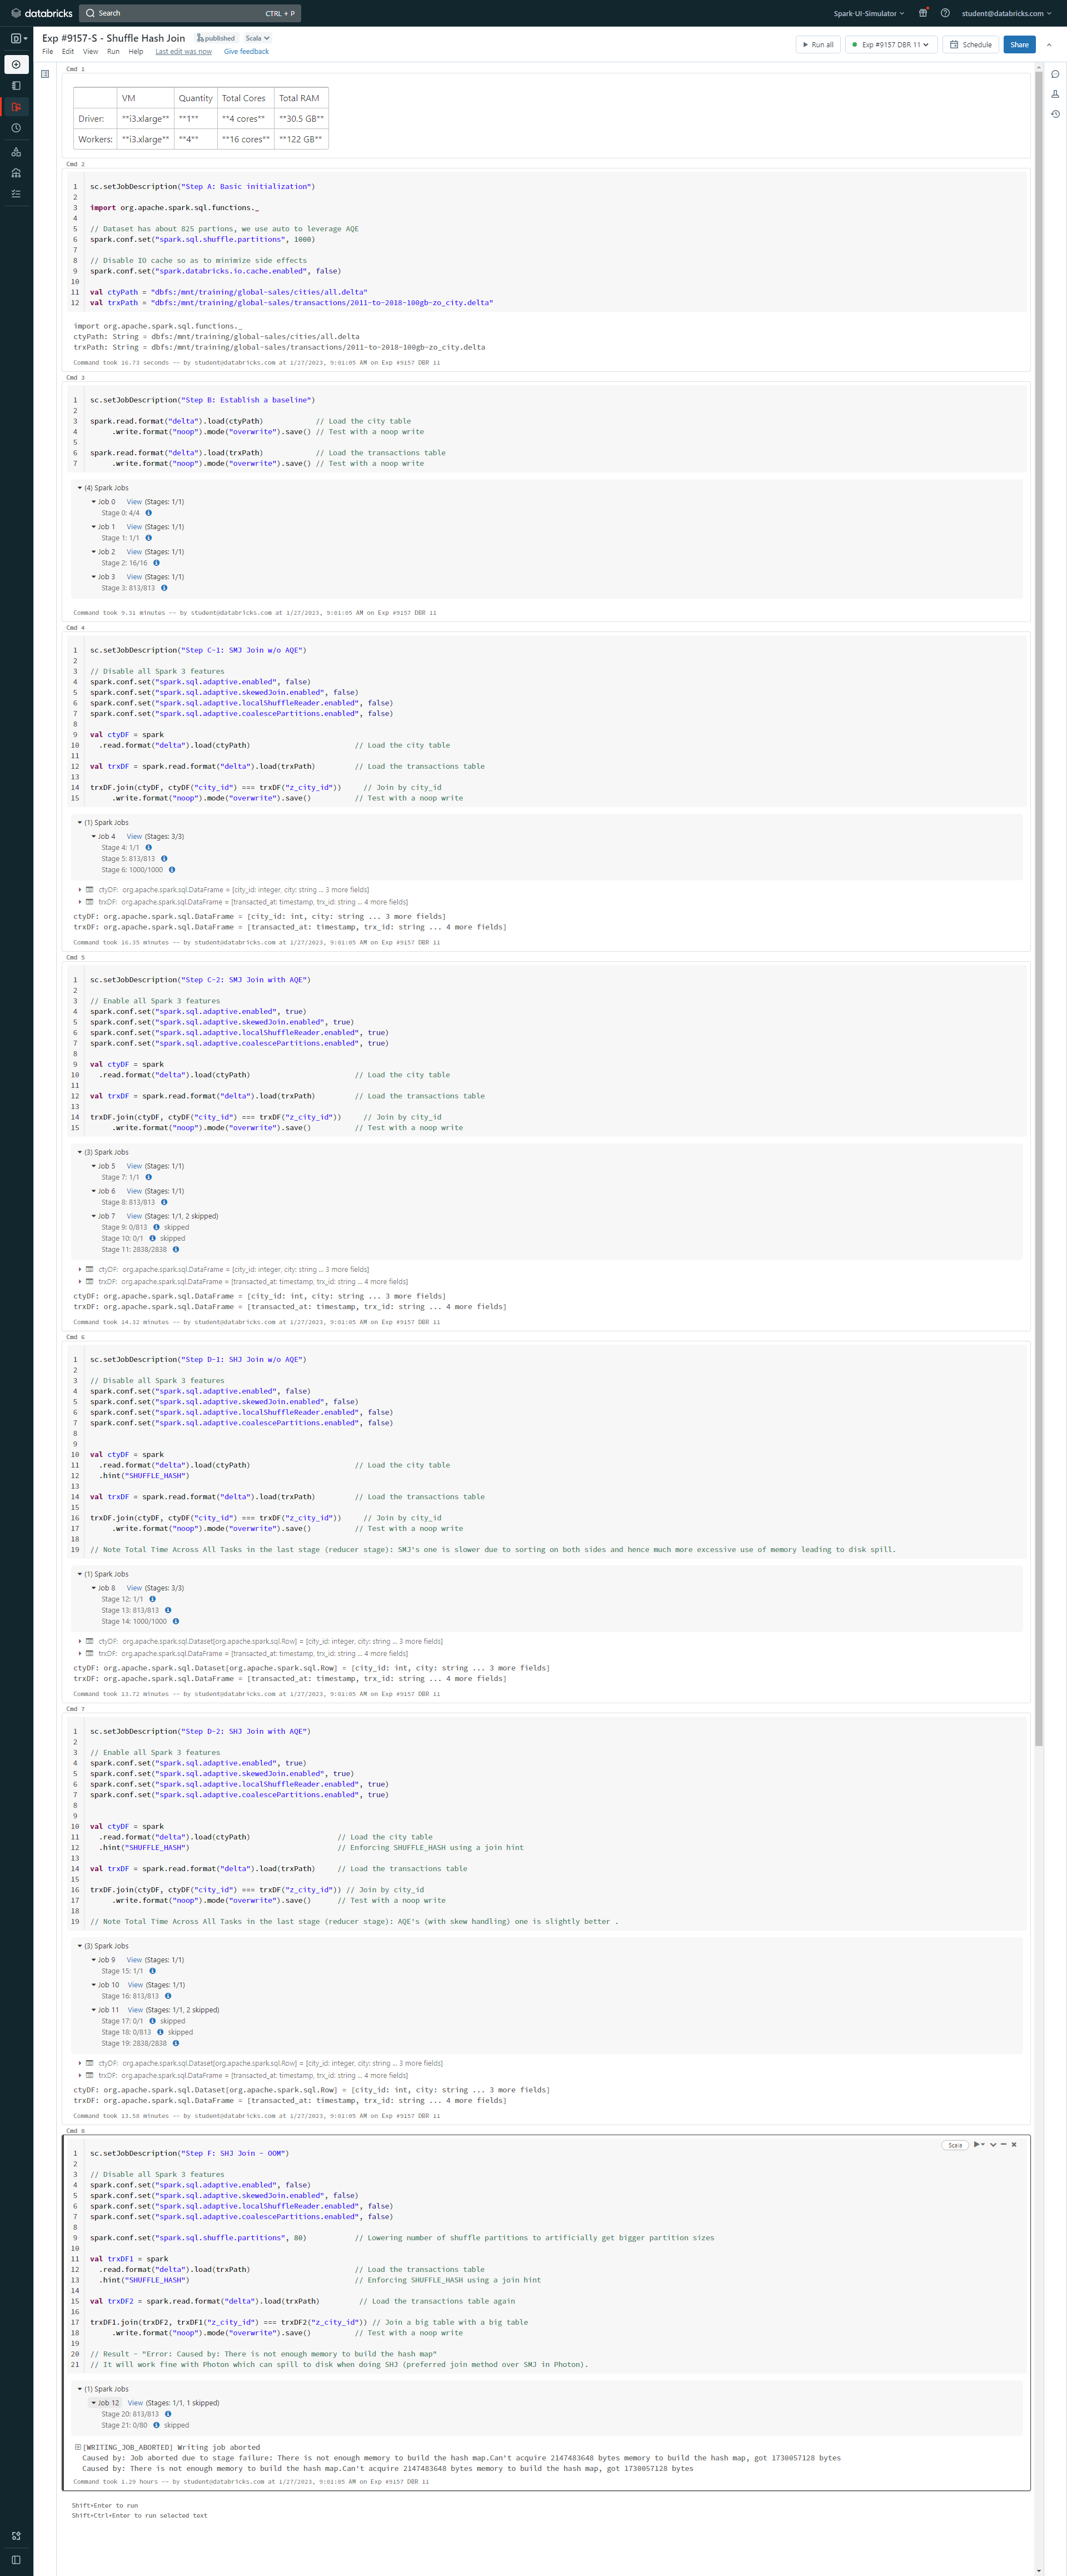 databricks
Search CTRL + P
Spark-UI-Simulator
student@databricks.com
Exp #9157-S - Shuffle Hash Join
published
Scala
File Edit View Run Help Last edit was now Give feedback
Run all
Exp #9157 DBR 11
Schedule
Share
Cmd 1
VM Quantity Total Cores Total RAM
Driver: **i3.xlarge** **1** **4 cores** **30.5 GB**
Workers: **i3.xlarge** **4** **16 cores** **122 GB**
Cmd 2
1 sc.setJobDescription("Step A: Basic initialization")
2
3 import org.apache.spark.sql.functions._
4
5 // Dataset has about 825 partions, we use auto to leverage AQE
6 spark.conf.set("spark.sql.shuffle.partitions", 1000)
7
8 // Disable IO cache so as to minimize side effects
9 spark.conf.set("spark.databricks.io.cache.enabled", false)
10
11 val ctyPath = "dbfs:/mnt/training/global-sales/cities/all.delta"
12 val trxPath = "dbfs:/mnt/training/global-sales/transactions/2011-to-2018-100gb-zo_city.delta"
import org.apache.spark.sql.functions._
ctyPath: String = dbfs:/mnt/training/global-sales/cities/all.delta
trxPath: String = dbfs:/mnt/training/global-sales/transactions/2011-to-2018-100gb-zo_city.delta
Command took 16.73 seconds -- by student@databricks.com at 1/27/2023, 9:01:05 AM on Exp #9157 DBR 11
Cmd 3
1 sc.setJobDescription("Step B: Establish a baseline")
2
3 spark.read.format("delta").load(ctyPath) // Load the city table
4 .write.format("noop").mode("overwrite").save() // Test with a noop write
5
6 spark.read.format("delta").load(trxPath) // Load the transactions table
7 .write.format("noop").mode("overwrite").save() // Test with a noop write
(4) Spark Jobs
Job 0 View (Stages: 1/1)
Stage 0: 4/4
Job 1 View (Stages: 1/1)
Stage 1: 1/1
Job 2 View (Stages: 1/1)
Stage 2: 16/16
Job 3 View (Stages: 1/1)
Stage 3: 813/813
Command took 9.31 minutes -- by student@databricks.com at 1/27/2023, 9:01:05 AM on Exp #9157 DBR 11
Cmd 4
1 sc.setJobDescription("Step C-1: SMJ Join w/o AQE")
2
3 // Disable all Spark 3 features
4 spark.conf.set("spark.sql.adaptive.enabled", false)
5 spark.conf.set("spark.sql.adaptive.skewedJoin.enabled", false)
6 spark.conf.set("spark.sql.adaptive.localShuffleReader.enabled", false)
7 spark.conf.set("spark.sql.adaptive.coalescePartitions.enabled", false)
8
9 val ctyDF = spark
10 .read.format("delta").load(ctyPath) // Load the city table
11
12 val trxDF = spark.read.format("delta").load(trxPath) // Load the transactions table
13
14 trxDF.join(ctyDF, ctyDF("city_id") === trxDF("z_city_id")) // Join by city_id
15 .write.format("noop").mode("overwrite").save() // Test with a noop write
(1) Spark Jobs
Job 4 View (Stages: 3/3)
Stage 4: 1/1
Stage 5: 813/813
Stage 6: 1000/1000
ctyDF: org.apache.spark.sql.DataFrame = [city_id: integer, city: string ... 3 more fields]
trxDF: org.apache.spark.sql.DataFrame = [transacted_at: timestamp, trx_id: string ... 4 more fields]
ctyDF: org.apache.spark.sql.DataFrame = [city_id: int, city: string ... 3 more fields]
trxDF: org.apache.spark.sql.DataFrame = [transacted_at: timestamp, trx_id: string ... 4 more fields]
Command took 16.35 minutes -- by student@databricks.com at 1/27/2023, 9:01:05 AM on Exp #9157 DBR 11
Cmd 5
1 sc.setJobDescription("Step C-2: SMJ Join with AQE")
2
3 // Enable all Spark 3 features
4 spark.conf.set("spark.sql.adaptive.enabled", true)
5 spark.conf.set("spark.sql.adaptive.skewedJoin.enabled", true)
6 spark.conf.set("spark.sql.adaptive.localShuffleReader.enabled", true)
7 spark.conf.set("spark.sql.adaptive.coalescePartitions.enabled", true)
8
9 val ctyDF = spark
10 .read.format("delta").load(ctyPath) // Load the city table
11
12 val trxDF = spark.read.format("delta").load(trxPath) // Load the transactions table
13
14 trxDF.join(ctyDF, ctyDF("city_id") === trxDF("z_city_id")) // Join by city_id
15 .write.format("noop").mode("overwrite").save() // Test with a noop write
(3) Spark Jobs
Job 5 View (Stages: 1/1)
Stage 7: 1/1
Job 6 View (Stages: 1/1)
Stage 8: 813/813
Job 7 View (Stages: 1/1, 2 skipped)
Stage 9: 0/813 skipped
Stage 10: 0/1 skipped
Stage 11: 2838/2838
ctyDF: org.apache.spark.sql.DataFrame = [city_id: integer, city: string ... 3 more fields]
trxDF: org.apache.spark.sql.DataFrame = [transacted_at: timestamp, trx_id: string ... 4 more fields]
ctyDF: org.apache.spark.sql.DataFrame = [city_id: int, city: string ... 3 more fields]
trxDF: org.apache.spark.sql.DataFrame = [transacted_at: timestamp, trx_id: string ... 4 more fields]
Command took 14.32 minutes -- by student@databricks.com at 1/27/2023, 9:01:05 AM on Exp #9157 DBR 11
Cmd 6
1 sc.setJobDescription("Step D-1: SHJ Join w/o AQE")
2
3 // Disable all Spark 3 features
4 spark.conf.set("spark.sql.adaptive.enabled", false)
5 spark.conf.set("spark.sql.adaptive.skewedJoin.enabled", false)
6 spark.conf.set("spark.sql.adaptive.localShuffleReader.enabled", false)
7 spark.conf.set("spark.sql.adaptive.coalescePartitions.enabled", false)
8
9
10 val ctyDF = spark
11 .read.format("delta").load(ctyPath) // Load the city table
12 .hint("SHUFFLE_HASH")
13
14 val trxDF = spark.read.format("delta").load(trxPath) // Load the transactions table
15
16 trxDF.join(ctyDF, ctyDF("city_id") === trxDF("z_city_id")) // Join by city_id
17 .write.format("noop").mode("overwrite").save() // Test with a noop write
18
19 // Note Total Time Across All Tasks in the last stage (reducer stage): SMJ's one is slower due to sorting on both sides and hence much more excessive use of memory leading to disk spill.
(1) Spark Jobs
Job 8 View (Stages: 3/3)
Stage 12: 1/1
Stage 13: 813/813
Stage 14: 1000/1000
ctyDF: org.apache.spark.sql.Dataset[org.apache.spark.sql.Row] = [city_id: integer, city: string ... 3 more fields]
trxDF: org.apache.spark.sql.DataFrame = [transacted_at: timestamp, trx_id: string ... 4 more fields]
ctyDF: org.apache.spark.sql.Dataset[org.apache.spark.sql.Row] = [city_id: int, city: string ... 3 more fields]
trxDF: org.apache.spark.sql.DataFrame = [transacted_at: timestamp, trx_id: string ... 4 more fields]
Command took 13.72 minutes -- by student@databricks.com at 1/27/2023, 9:01:05 AM on Exp #9157 DBR 11
Cmd 7
1 sc.setJobDescription("Step D-2: SHJ Join with AQE")
2
3 // Enable all Spark 3 features
4 spark.conf.set("spark.sql.adaptive.enabled", true)
5 spark.conf.set("spark.sql.adaptive.skewedJoin.enabled", true)
6 spark.conf.set("spark.sql.adaptive.localShuffleReader.enabled", true)
7 spark.conf.set("spark.sql.adaptive.coalescePartitions.enabled", true)
8
9
10 val ctyDF = spark
11 .read.format("delta").load(ctyPath) // Load the city table
12 .hint("SHUFFLE_HASH") // Enforcing SHUFFLE_HASH using a join hint
13
14 val trxDF = spark.read.format("delta").load(trxPath) // Load the transactions table
15
16 trxDF.join(ctyDF, ctyDF("city_id") === trxDF("z_city_id")) // Join by city_id
17 .write.format("noop").mode("overwrite").save() // Test with a noop write
18
19 // Note Total Time Across All Tasks in the last stage (reducer stage): AQE's (with skew handling) one is slightly better .
(3) Spark Jobs
Job 9 View (Stages: 1/1)
Stage 15: 1/1
Job 10 View (Stages: 1/1)
Stage 16: 813/813
Job 11 View (Stages: 1/1, 2 skipped)
Stage 17: 0/1 skipped
Stage 18: 0/813 skipped
Stage 19: 2838/2838
ctyDF: org.apache.spark.sql.Dataset[org.apache.spark.sql.Row] = [city_id: integer, city: string ... 3 more fields]
trxDF: org.apache.spark.sql.DataFrame = [transacted_at: timestamp, trx_id: string ... 4 more fields]
ctyDF: org.apache.spark.sql.Dataset[org.apache.spark.sql.Row] = [city_id: int, city: string ... 3 more fields]
trxDF: org.apache.spark.sql.DataFrame = [transacted_at: timestamp, trx_id: string ... 4 more fields]
Command took 13.58 minutes -- by student@databricks.com at 1/27/2023, 9:01:05 AM on Exp #9157 DBR 11
Cmd 8
Scala
1 sc.setJobDescription("Step F: SHJ Join - OOM")
2
3 // Disable all Spark 3 features
4 spark.conf.set("spark.sql.adaptive.enabled", false)
5 spark.conf.set("spark.sql.adaptive.skewedJoin.enabled", false)
6 spark.conf.set("spark.sql.adaptive.localShuffleReader.enabled", false)
7 spark.conf.set("spark.sql.adaptive.coalescePartitions.enabled", false)
8
9 spark.conf.set("spark.sql.shuffle.partitions", 80) // Lowering number of shuffle partitions to artificially get bigger partition sizes
10
11 val trxDF1 = spark
12 .read.format("delta").load(trxPath) // Load the transactions table
13 .hint("SHUFFLE_HASH") // Enforcing SHUFFLE_HASH using a join hint
14
15 val trxDF2 = spark.read.format("delta").load(trxPath) // Load the transactions table again
16
17 trxDF1.join(trxDF2, trxDF1("z_city_id") === trxDF2("z_city_id")) // Join a big table with a big table
18 .write.format("noop").mode("overwrite").save() // Test with a noop write
19
20 // Result - "Error: Caused by: There is not enough memory to build the hash map"
21 // It will work fine with Photon which can spill to disk when doing SHJ (preferred join method over SMJ in Photon).
(1) Spark Jobs
Job 12 View (Stages: 1/1, 1 skipped)
Stage 20: 813/813
Stage 21: 0/80 skipped
[WRITING_JOB_ABORTED] Writing job aborted
Caused by: Job aborted due to stage failure: There is not enough memory to build the hash map.Can't acquire 2147483648 bytes memory to build the hash map, got 1730057128 bytes
Caused by: There is not enough memory to build the hash map.Can't acquire 2147483648 bytes memory to build the hash map, got 1730057128 bytes
Command took 1.29 hours -- by student@databricks.com at 1/27/2023, 9:01:05 AM on Exp #9157 DBR 11
Shift+Enter to run
Shift+Ctrl+Enter to run selected text